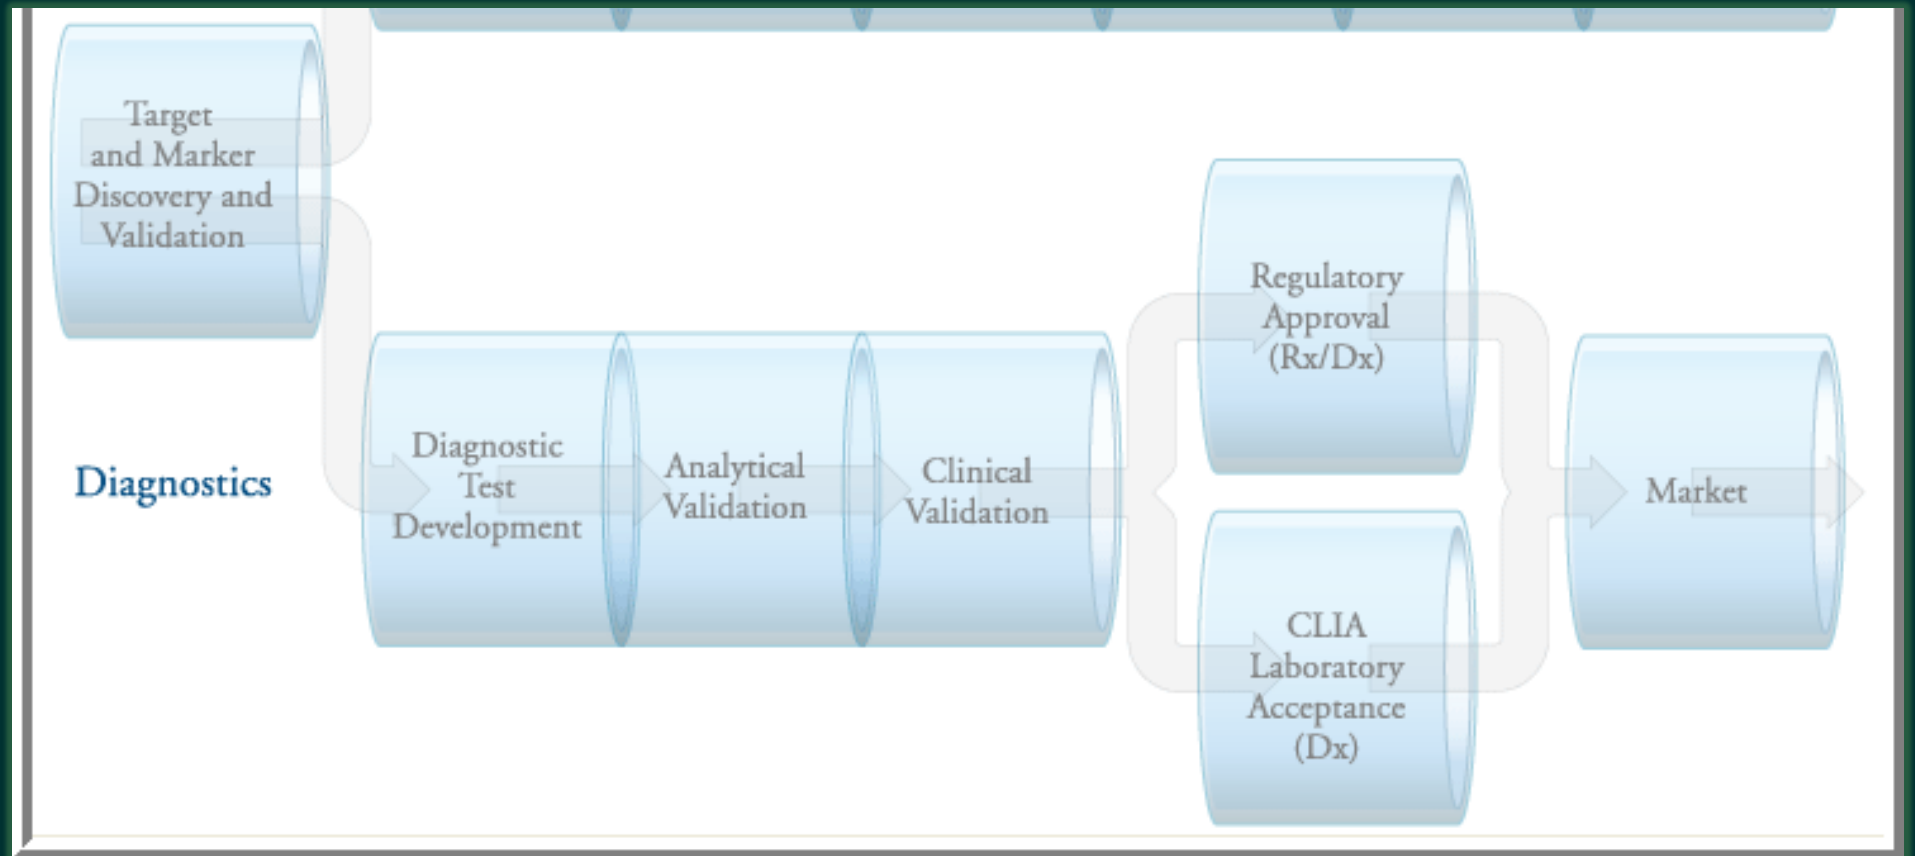 Target
and Marker
Discovery and
Validation
Diagnostics
Diagnostic
Test
Development
Analytical
Validation
Clinical
Validation
Regulatory
Approval
(Rx/Dx)
CLIA
Laboratory
Acceptance
(Dx)
Market